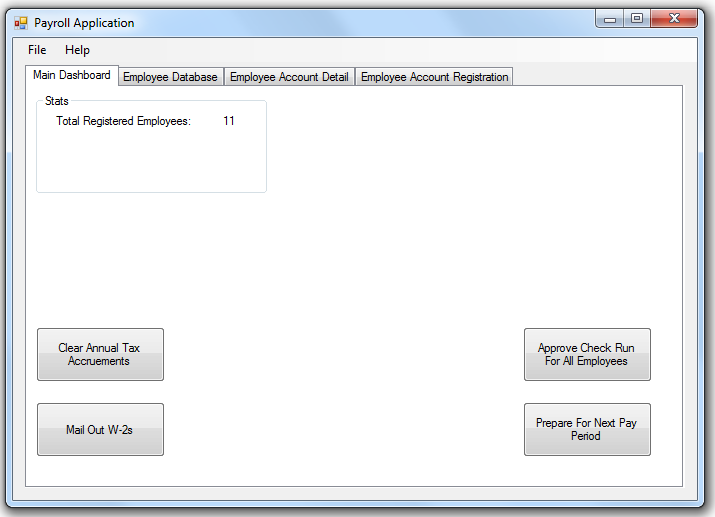 Payroll Application
File Help
Main Dashboard Employee Database Employee Account Detail Employee Account Registration
Stats
Total Registered Employees: 11
Clear Annual Tax
Accruements
Approve Check Run
For All Employees
Mail Out W-2s
Prepare For Next Pay
Period